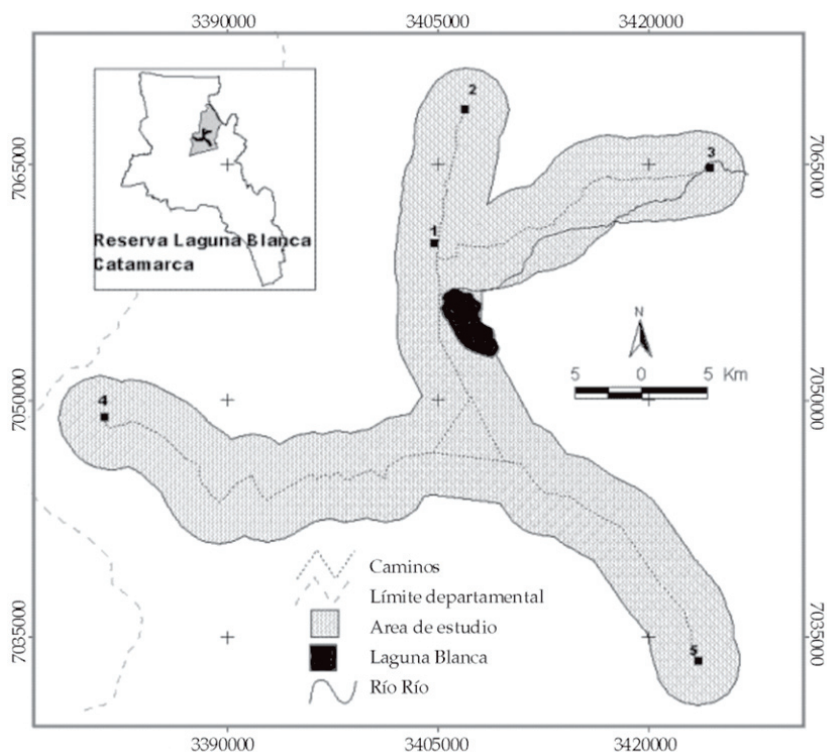 3390000 3405000 3420000
2
3
1
Reserva Laguna Blanca
Catamarca
7065000 7065000
N
5 0 5 Km
4
7050000 7050000
Caminos
Límite departamental
Area de estudio
Laguna Blanca
Río Río
5
7035000 7035000
3390000 3405000 3420000